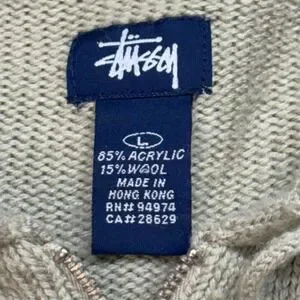 Stüssy
L
85% ACRYLIC
15% WOOL
MADE IN
HONG KONG
RN# 94974
CA# 28629